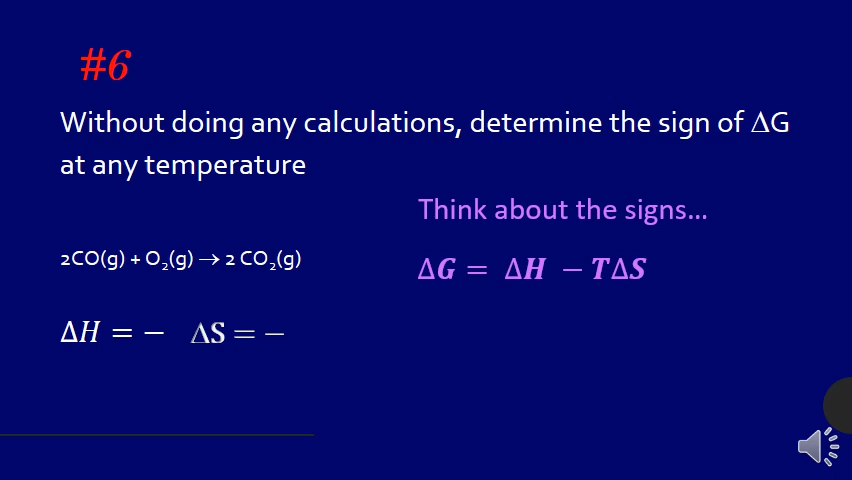 #6
Without doing any calculations, determine the sign of ΔG
at any temperature
Think about the signs...
2CO(g) + O₂(g) → 2 CO₂(g)
ΔG = ΔH − TΔS
ΔH = − ΔS = −